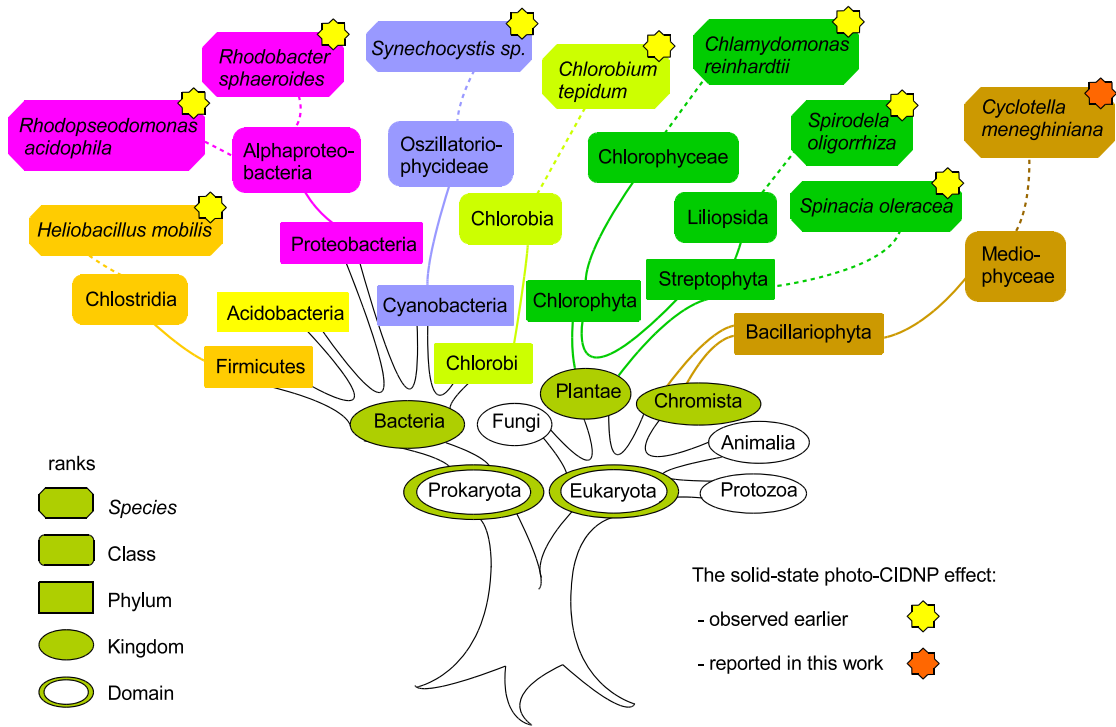 Rhodobacter
sphaeroides
Synechocystis sp.
Chlorobium
tepidum
Chlamydomonas
reinhardtii
Rhodopseodomonas
acidophila
Alphaproteo-
bacteria
Oszillatorio-
phycideae
Chlorophyceae
Spirodela
oligorrhiza
Cyclotella
meneghiniana
Heliobacillus mobilis
Chlorobia
Liliopsida
Spinacia oleracea
Proteobacteria
Medio-
phyceae
Chlostridia
Acidobacteria
Cyanobacteria
Chlorophyta
Streptophyta
Bacillariophyta
Firmicutes
Chlorobi
Plantae
Chromista
Bacteria
Fungi
Animalia
Prokaryota
Eukaryota
Protozoa
ranks
Species
Class
Phylum
Kingdom
Domain
The solid-state photo-CIDNP effect:
- observed earlier
- reported in this work